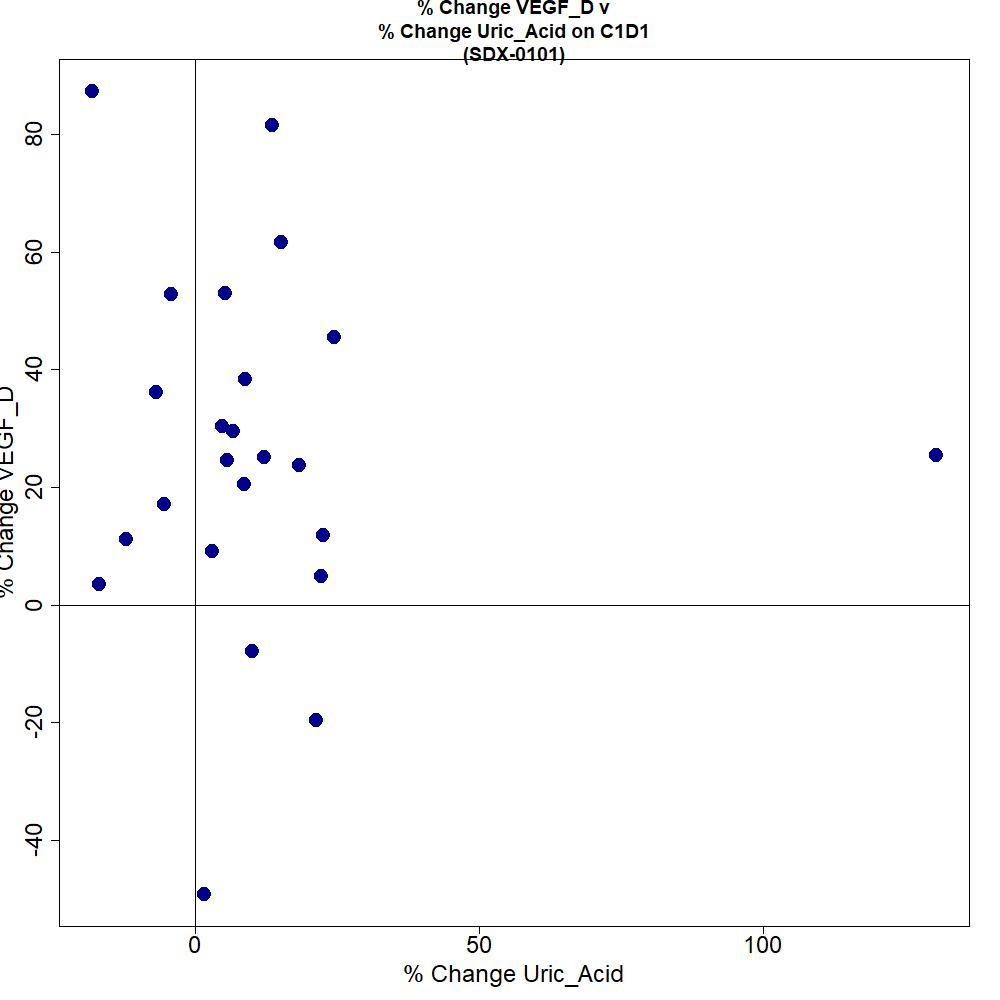 % Change VEGF_D v
% Change Uric_Acid on C1D1
(SDX-0101)
% Change VEGF_D
80
60
40
20
0
-20
-40
0
50
100
% Change Uric_Acid